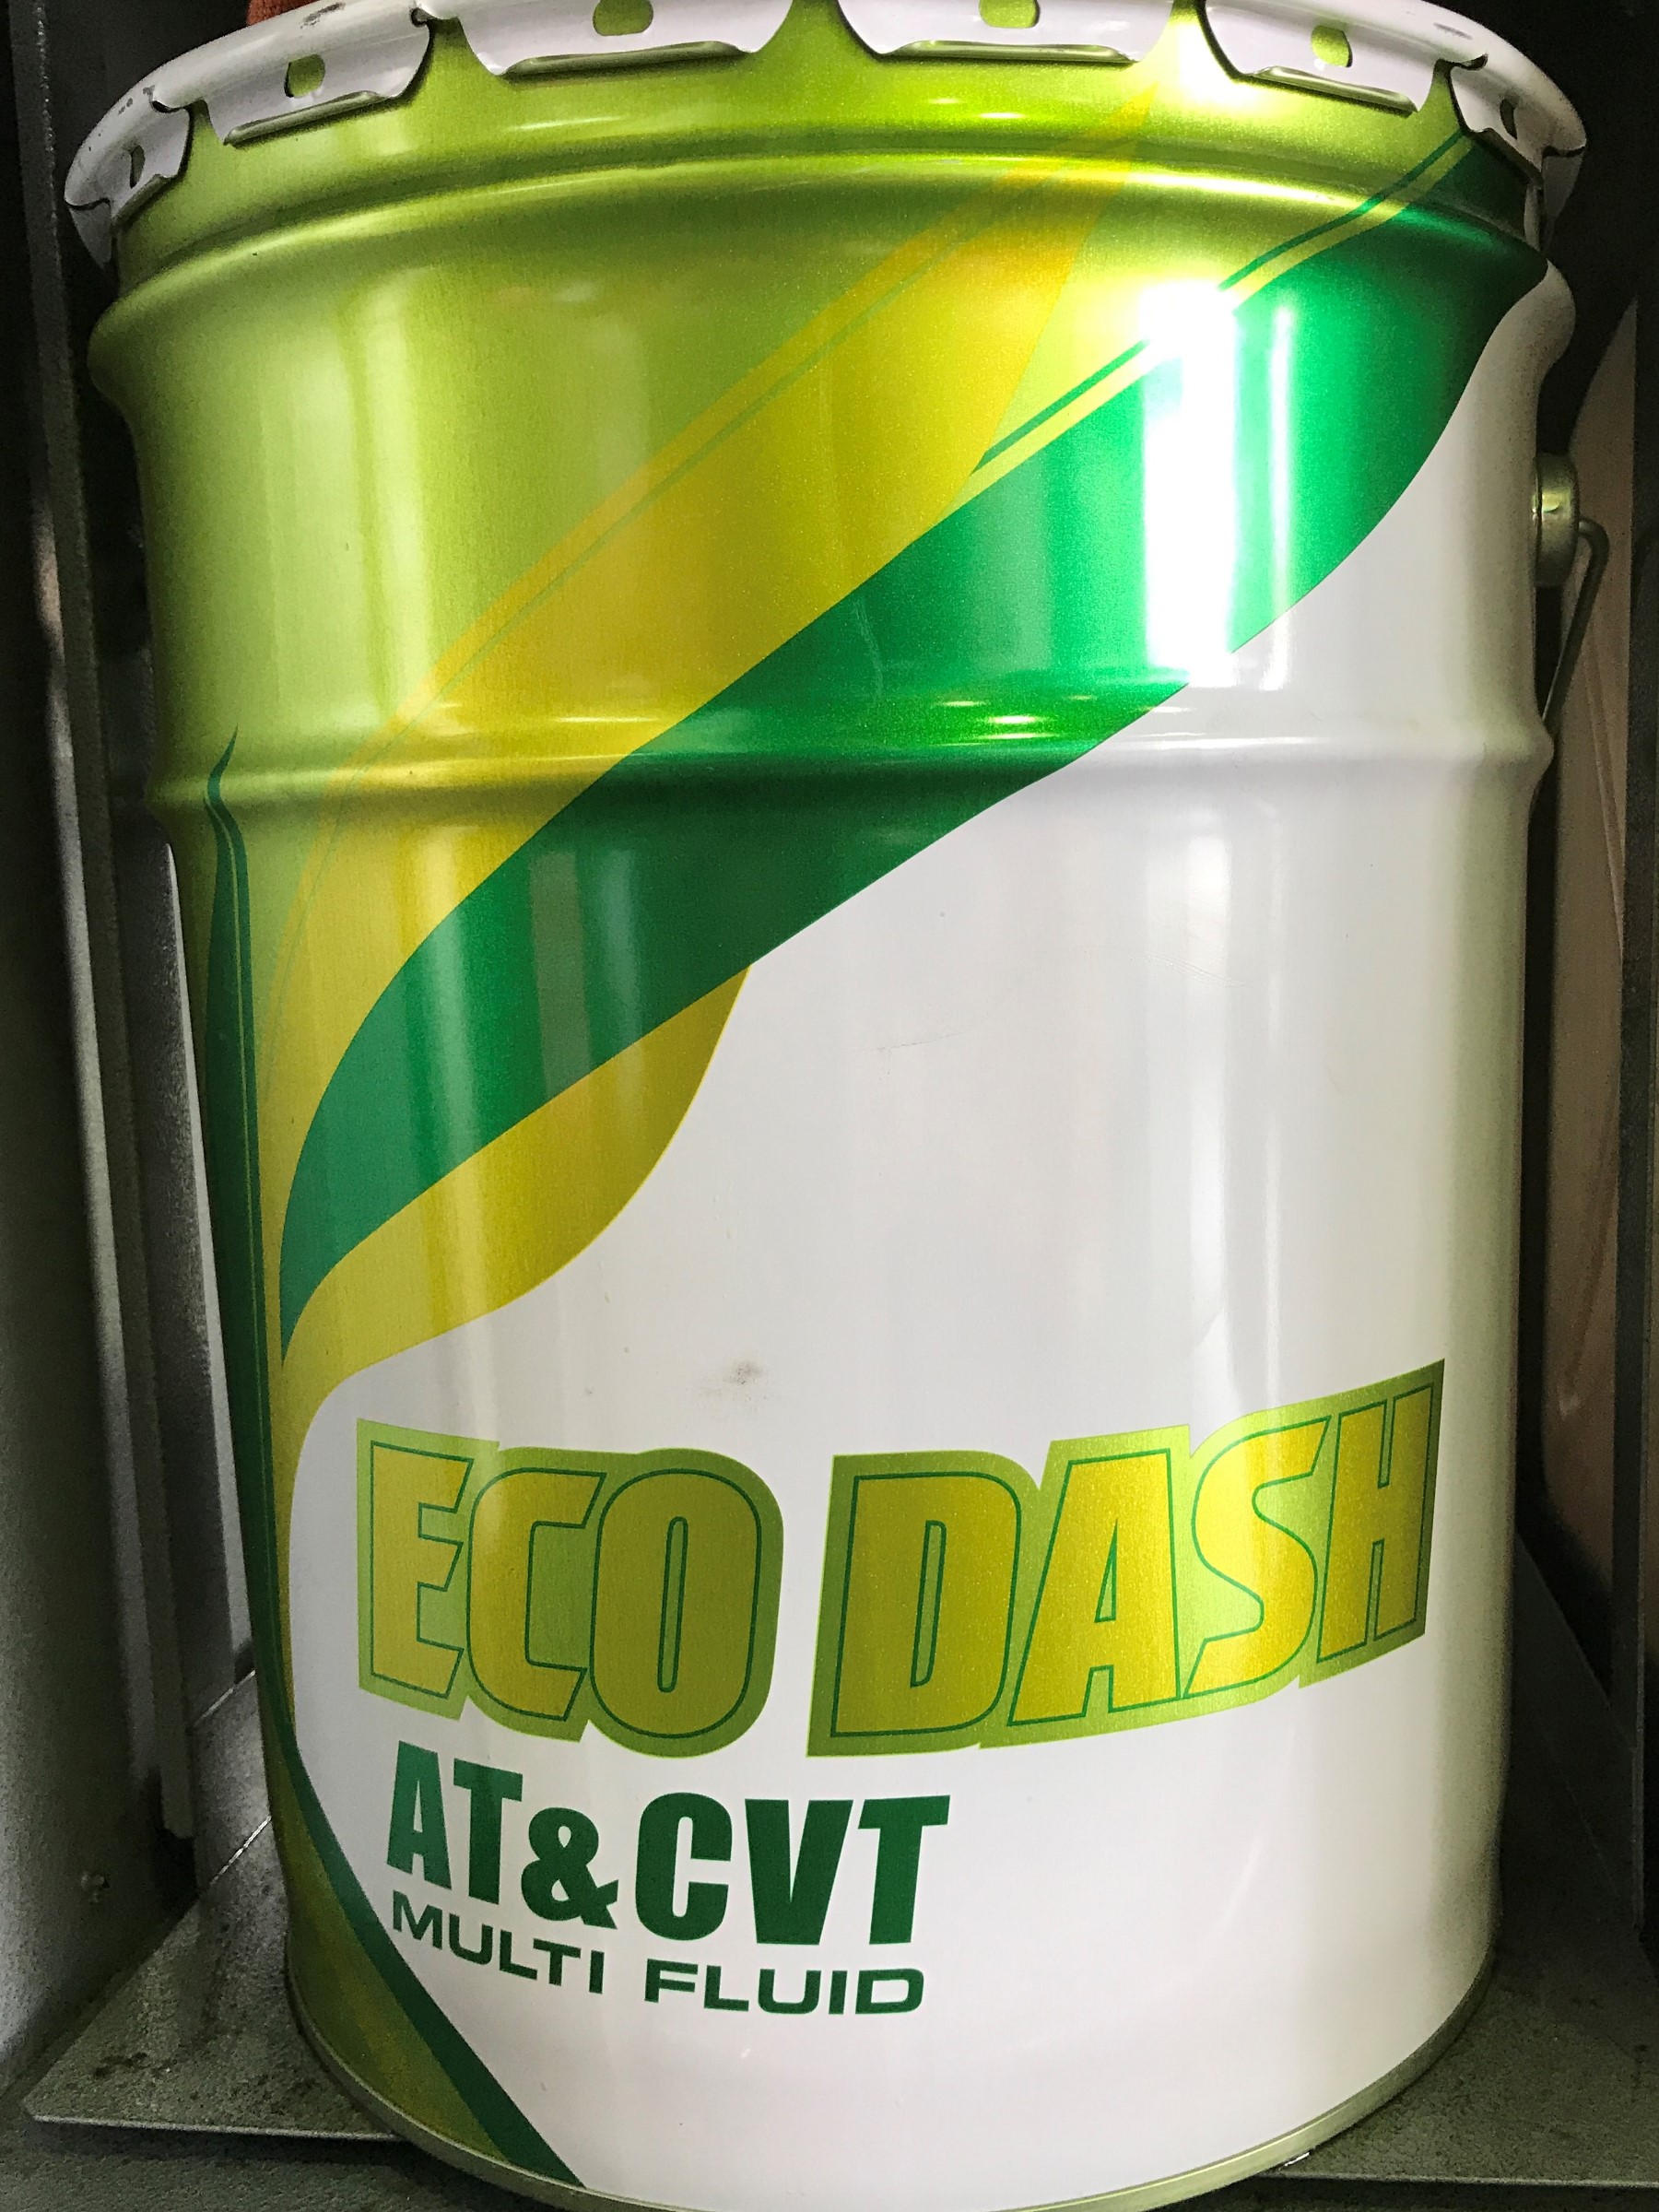 ECO DASH
AT&CVT
MULTI FLUID